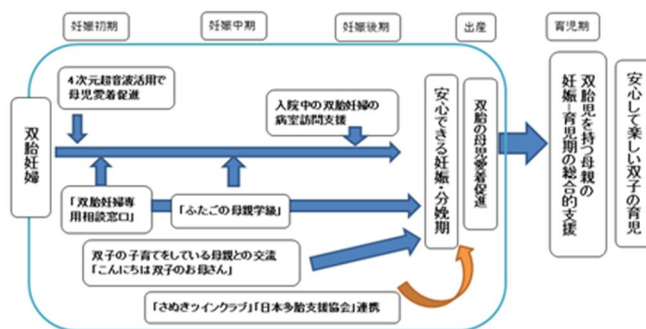 妊娠初期
妊娠中期
妊娠後期
出産
育児期
双胎妊婦
4次元超音波活用で
母児愛着促進
入院中の双胎妊婦の
病室訪問支援
「双胎妊婦専
用相談窓口」
「ふたごの母親学級」
双子の子育てをしている母親との交流
「こんにちは双子のお母さん」
「さぬきツインクラブ」「日本多胎支援協会」連携
安心できる妊娠・分娩期
双胎の母児愛着促進
双胎児を持つ母親の
妊娠－育児期の総合的支援
安心して楽しい双子の育児